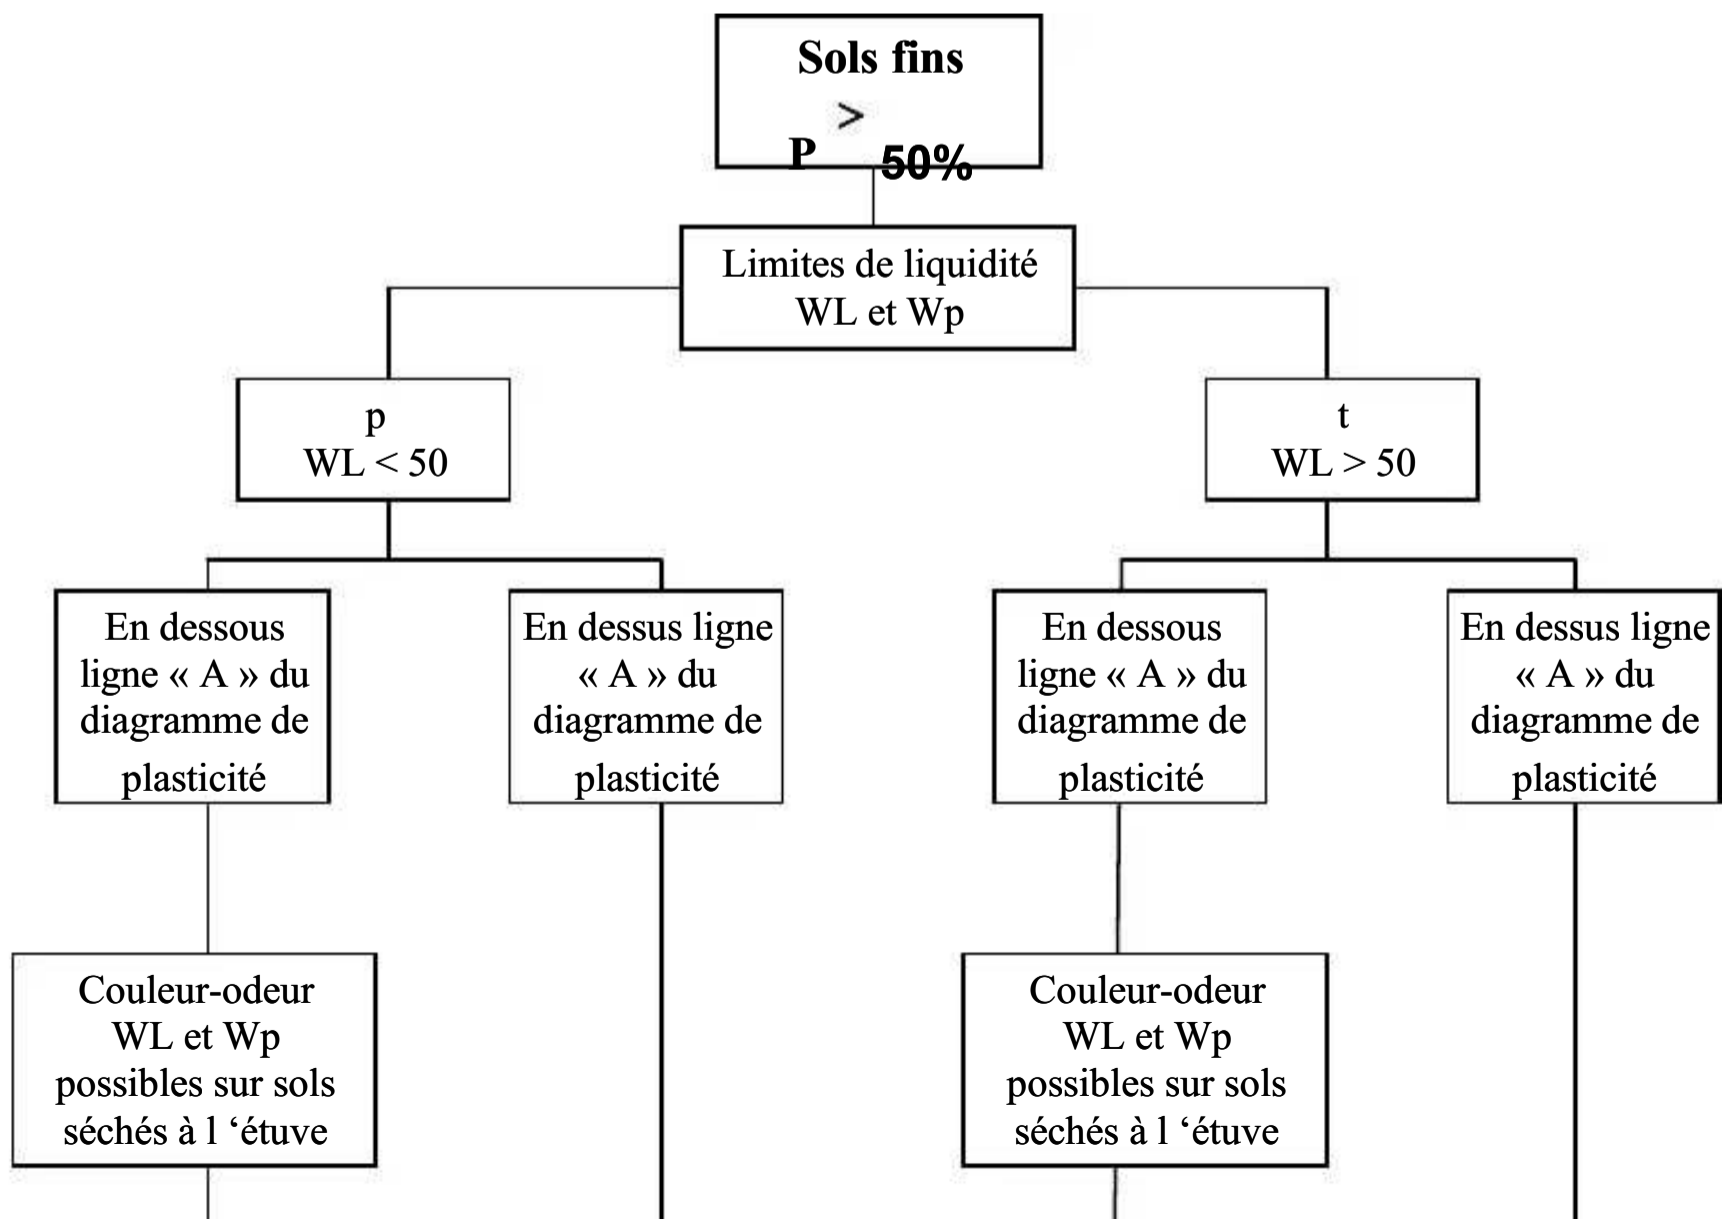 Sols fins
>
P 50%
Limites de liquidité
WL et Wp
p
WL < 50
t
WL > 50
En dessous
ligne « A » du
diagramme de
plasticité
En dessus ligne
« A » du
diagramme de
plasticité
En dessous
ligne « A » du
diagramme de
plasticité
En dessus ligne
« A » du
diagramme de
plasticité
Couleur-odeur
WL et Wp
possibles sur sols
séchés à l ‘étuve
Couleur-odeur
WL et Wp
possibles sur sols
séchés à l ‘étuve